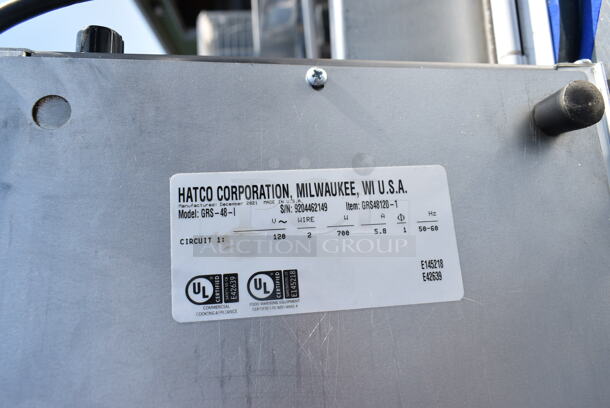 HATCO CORPORATION, MILWAUKEE, WI U.S.A.
Manufactured: December 2021 MADE IN U.S.A.
Model: GRS-48-I S/N: 9204462149 Item: GRS48120-1
V ~ WIRE W A Φ Hz
CIRCUIT 1: 120 2 700 5.8 1 50-60
AUCTION GROUP
E145218
E42639
UL CERTIFIED E42639
UL CERTIFIED E145218
COMMERCIAL
COOKING APPLIANCE
FOOD WARMING EQUIPMENT